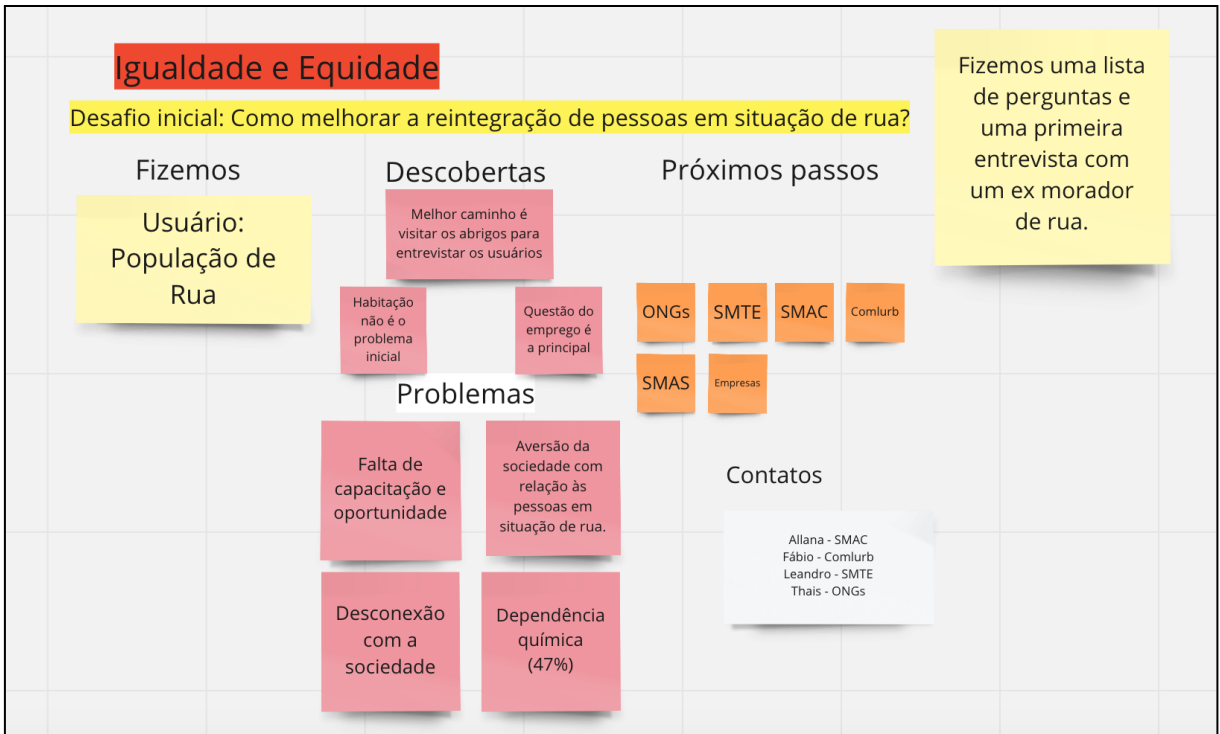 Igualdade e Equidade
Desafio inicial: Como melhorar a reintegração de pessoas em situação de rua?
Fizemos
Usuário:
População de
Rua
Descobertas
Melhor caminho é
visitar os abrigos para
entrevistar os usuários
Habitação
não é o
problema
inicial
Questão do
emprego é
a principal
Problemas
Falta de
capacitação e
oportunidade
Aversão da
sociedade com
relação às
pessoas em
situação de rua.
Desconexão
com a
sociedade
Dependência
química
(47%)
Próximos passos
ONGs
SMTE
SMAC
Comlurb
SMAS
Empresas
Contatos
Allana - SMAC
Fábio - Comlurb
Leandro - SMTE
Thais - ONGs
Fizemos uma lista
de perguntas e
uma primeira
entrevista com
um ex morador
de rua.